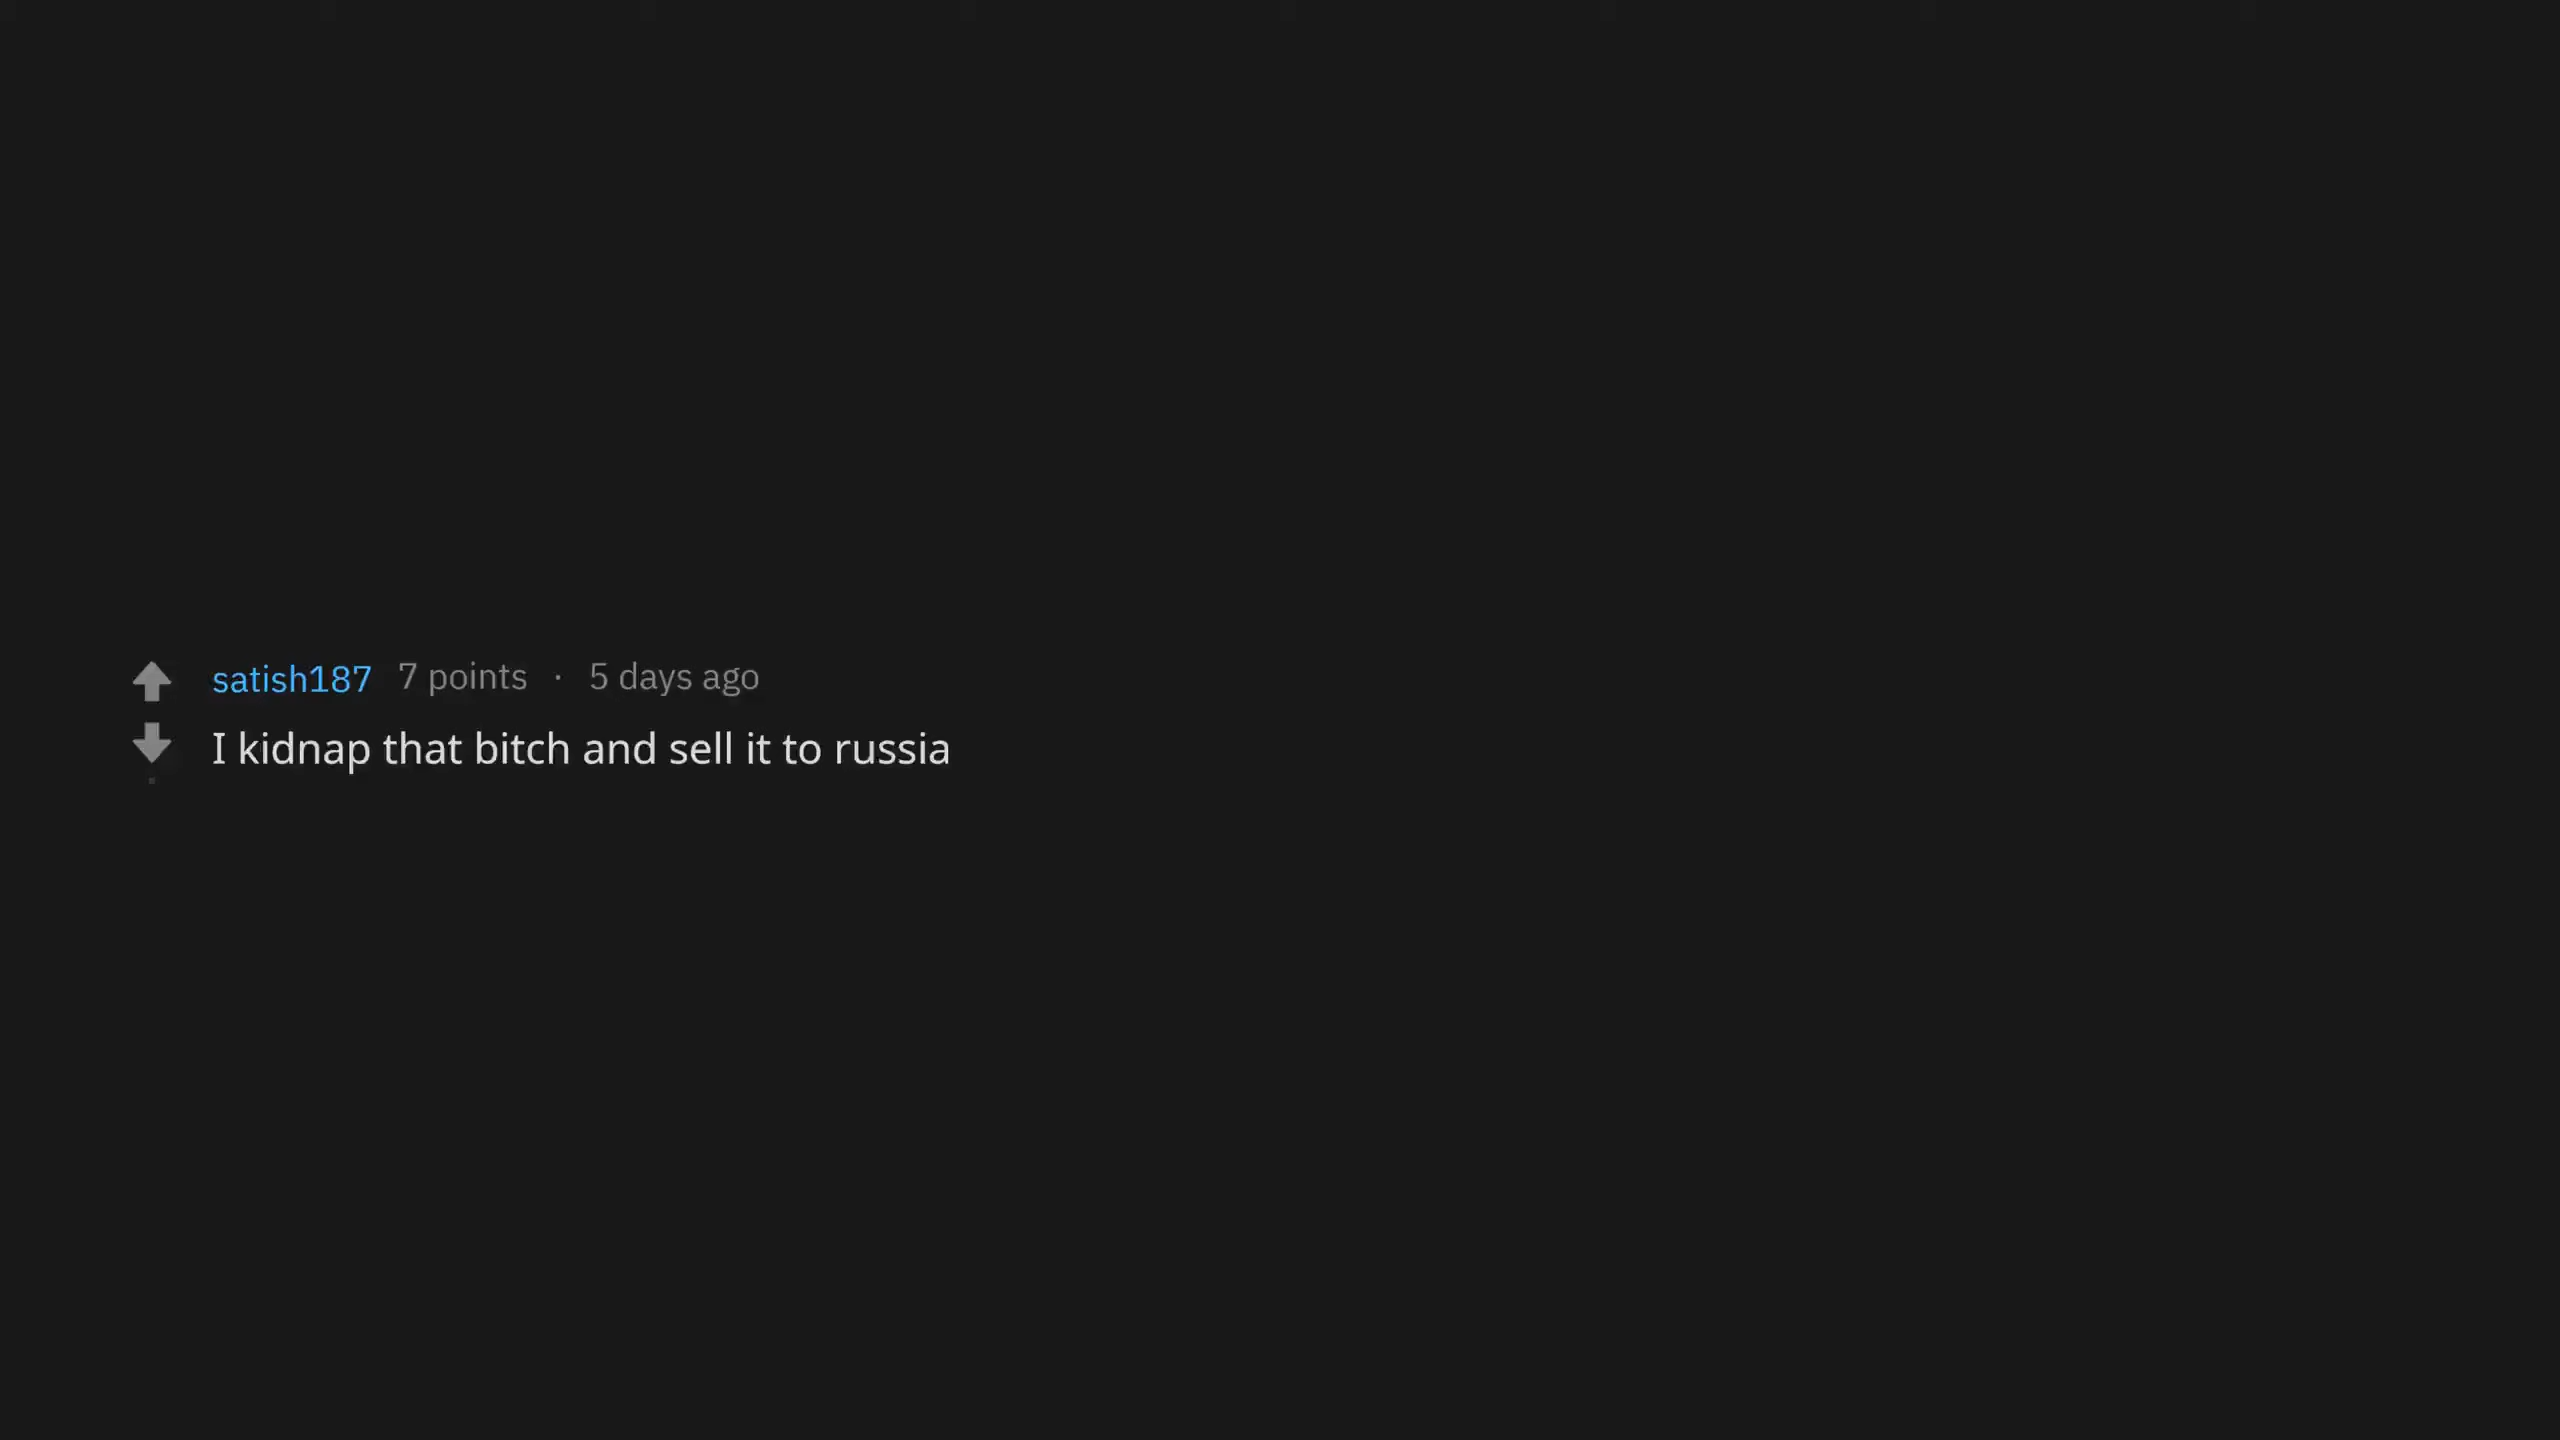 satish187 7 points · 5 days ago
I kidnap that bitch and sell it to russia